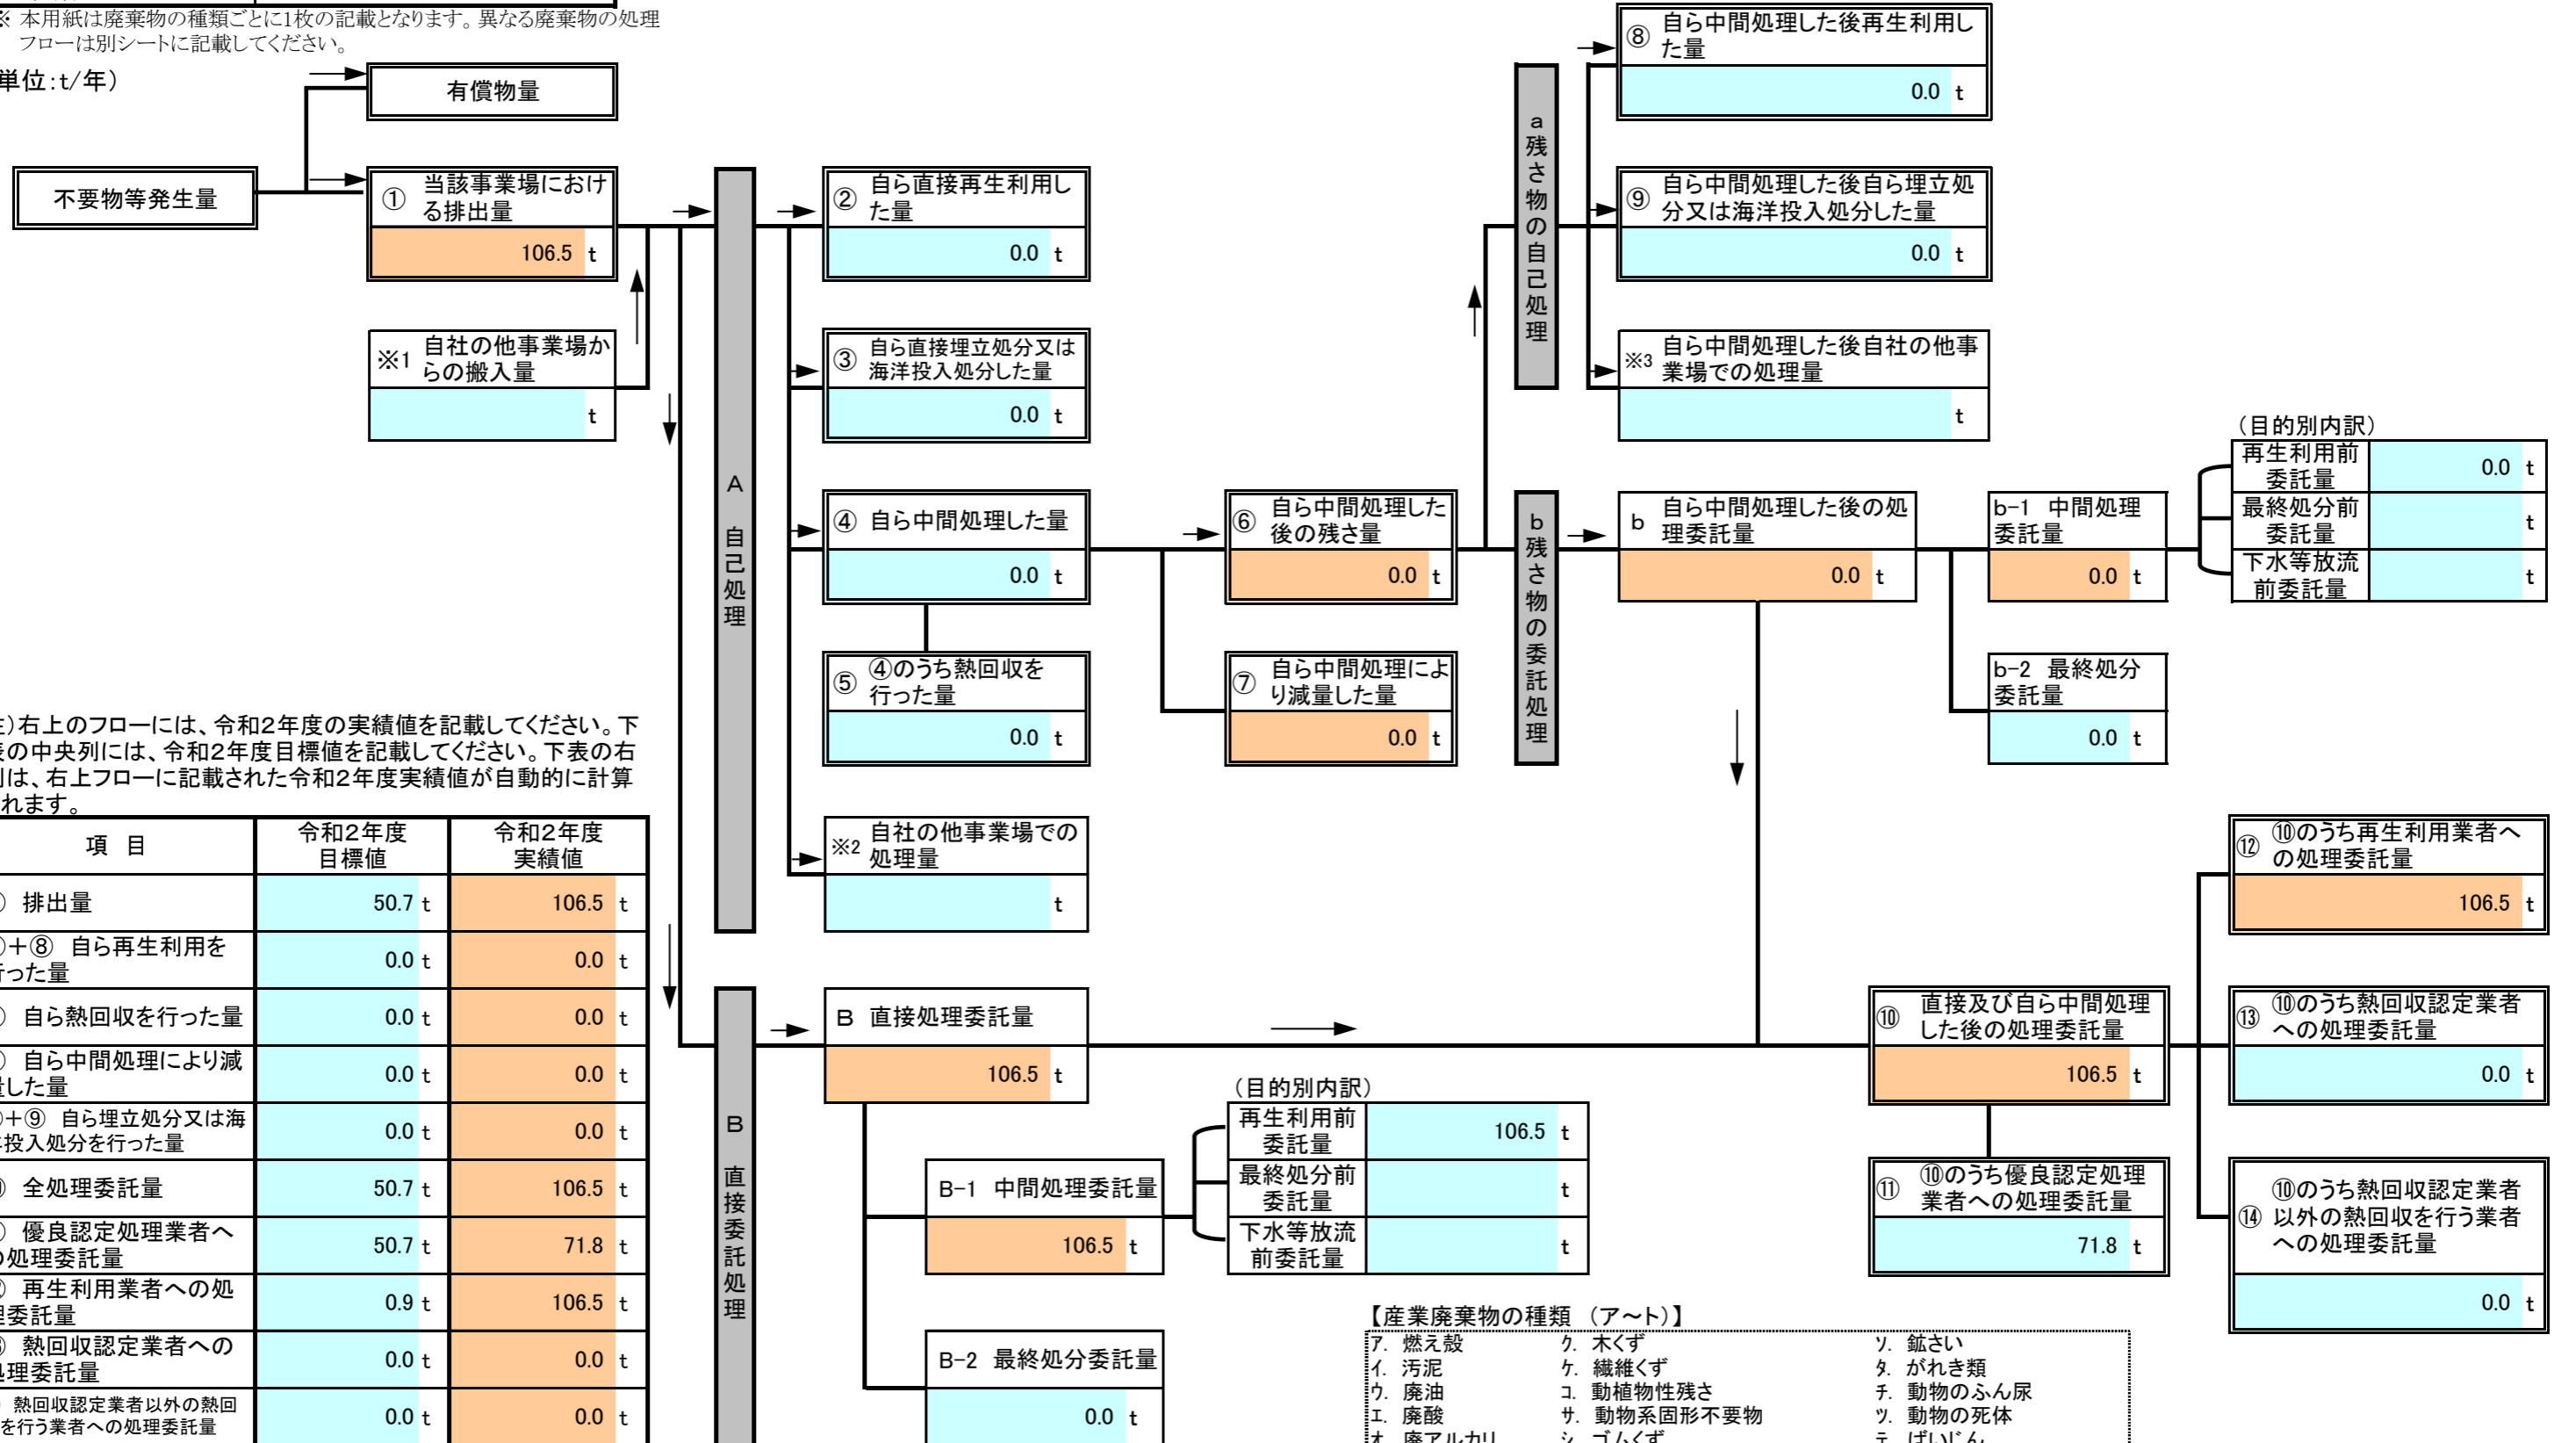 ※ 本用紙は廃棄物の種類ごとに1枚の記載となります。異なる廃棄物の処理
フローは別シートに記載してください。
単位:t/年)
有償物量
不要物等発生量
① 当該事業場におけ
る排出量
106.5 t
※1 自社の他事業場か
らの搬入量
t
A 自己処理
② 自ら直接再生利用し
た量
0.0 t
③ 自ら直接埋立処分又は
海洋投入処分した量
0.0 t
④ 自ら中間処理した量
0.0 t
⑤ ④のうち熱回収を
行った量
0.0 t
※2 自社の他事業場での
処理量
t
⑥ 自ら中間処理した
後の残さ量
0.0 t
⑦ 自ら中間処理によ
り減量した量
0.0 t
a残さ物の自己処理
⑧ 自ら中間処理した後再生利用し
た量
0.0 t
⑨ 自ら中間処理した後自ら埋立処
分又は海洋投入処分した量
0.0 t
※3 自ら中間処理した後自社の他事
業場での処理量
t
b残さ物の委託処理
b 自ら中間処理した後の処
理委託量
0.0 t
b-1 中間処理
委託量
0.0 t
b-2 最終処分
委託量
0.0 t
(目的別内訳)
再生利用前
委託量
0.0 t
最終処分前
委託量
t
下水等放流
前委託量
t
)右上のフローには、令和2年度の実績値を記載してください。下
表の中央列には、令和2年度目標値を記載してください。下表の右
列は、右上フローに記載された令和2年度実績値が自動的に計算
れます。
項 目
令和2年度
目標値
令和2年度
実績値
排出量
50.7 t
106.5 t
+⑧ 自ら再生利用を
行った量
0.0 t
0.0 t
自ら熱回収を行った量
0.0 t
0.0 t
自ら中間処理により減
量した量
0.0 t
0.0 t
+⑨ 自ら埋立処分又は海
洋投入処分を行った量
0.0 t
0.0 t
全処理委託量
50.7 t
106.5 t
優良認定処理業者へ
の処理委託量
50.7 t
71.8 t
再生利用業者への処
理委託量
0.9 t
106.5 t
熱回収認定業者への
処理委託量
0.0 t
0.0 t
熱回収認定業者以外の熱回
を行う業者への処理委託量
0.0 t
0.0 t
B 直接委託処理
B 直接処理委託量
106.5 t
B-1 中間処理委託量
106.5 t
B-2 最終処分委託量
0.0 t
(目的別内訳)
再生利用前
委託量
106.5 t
最終処分前
委託量
t
下水等放流
前委託量
t
⑩ 直接及び自ら中間処理
した後の処理委託量
106.5 t
⑪ ⑩のうち優良認定処理
業者への処理委託量
71.8 t
⑫ ⑩のうち再生利用業者へ
の処理委託量
106.5 t
⑬ ⑩のうち熱回収認定業者
への処理委託量
0.0 t
⑭ ⑩のうち熱回収認定業者
以外の熱回収を行う業者
への処理委託量
0.0 t
【産業廃棄物の種類 (ア～ト)】
ア. 燃え殻 ク. 木くず ソ. 鉱さい
イ. 汚泥 ケ. 繊維くず タ. がれき類
ウ. 廃油 コ. 動植物性残さ チ. 動物のふん尿
エ. 廃酸 サ. 動物系固形不要物 ツ. 動物の死体
オ. 廃アルカリ シ. ゴムくず テ. ばいじん